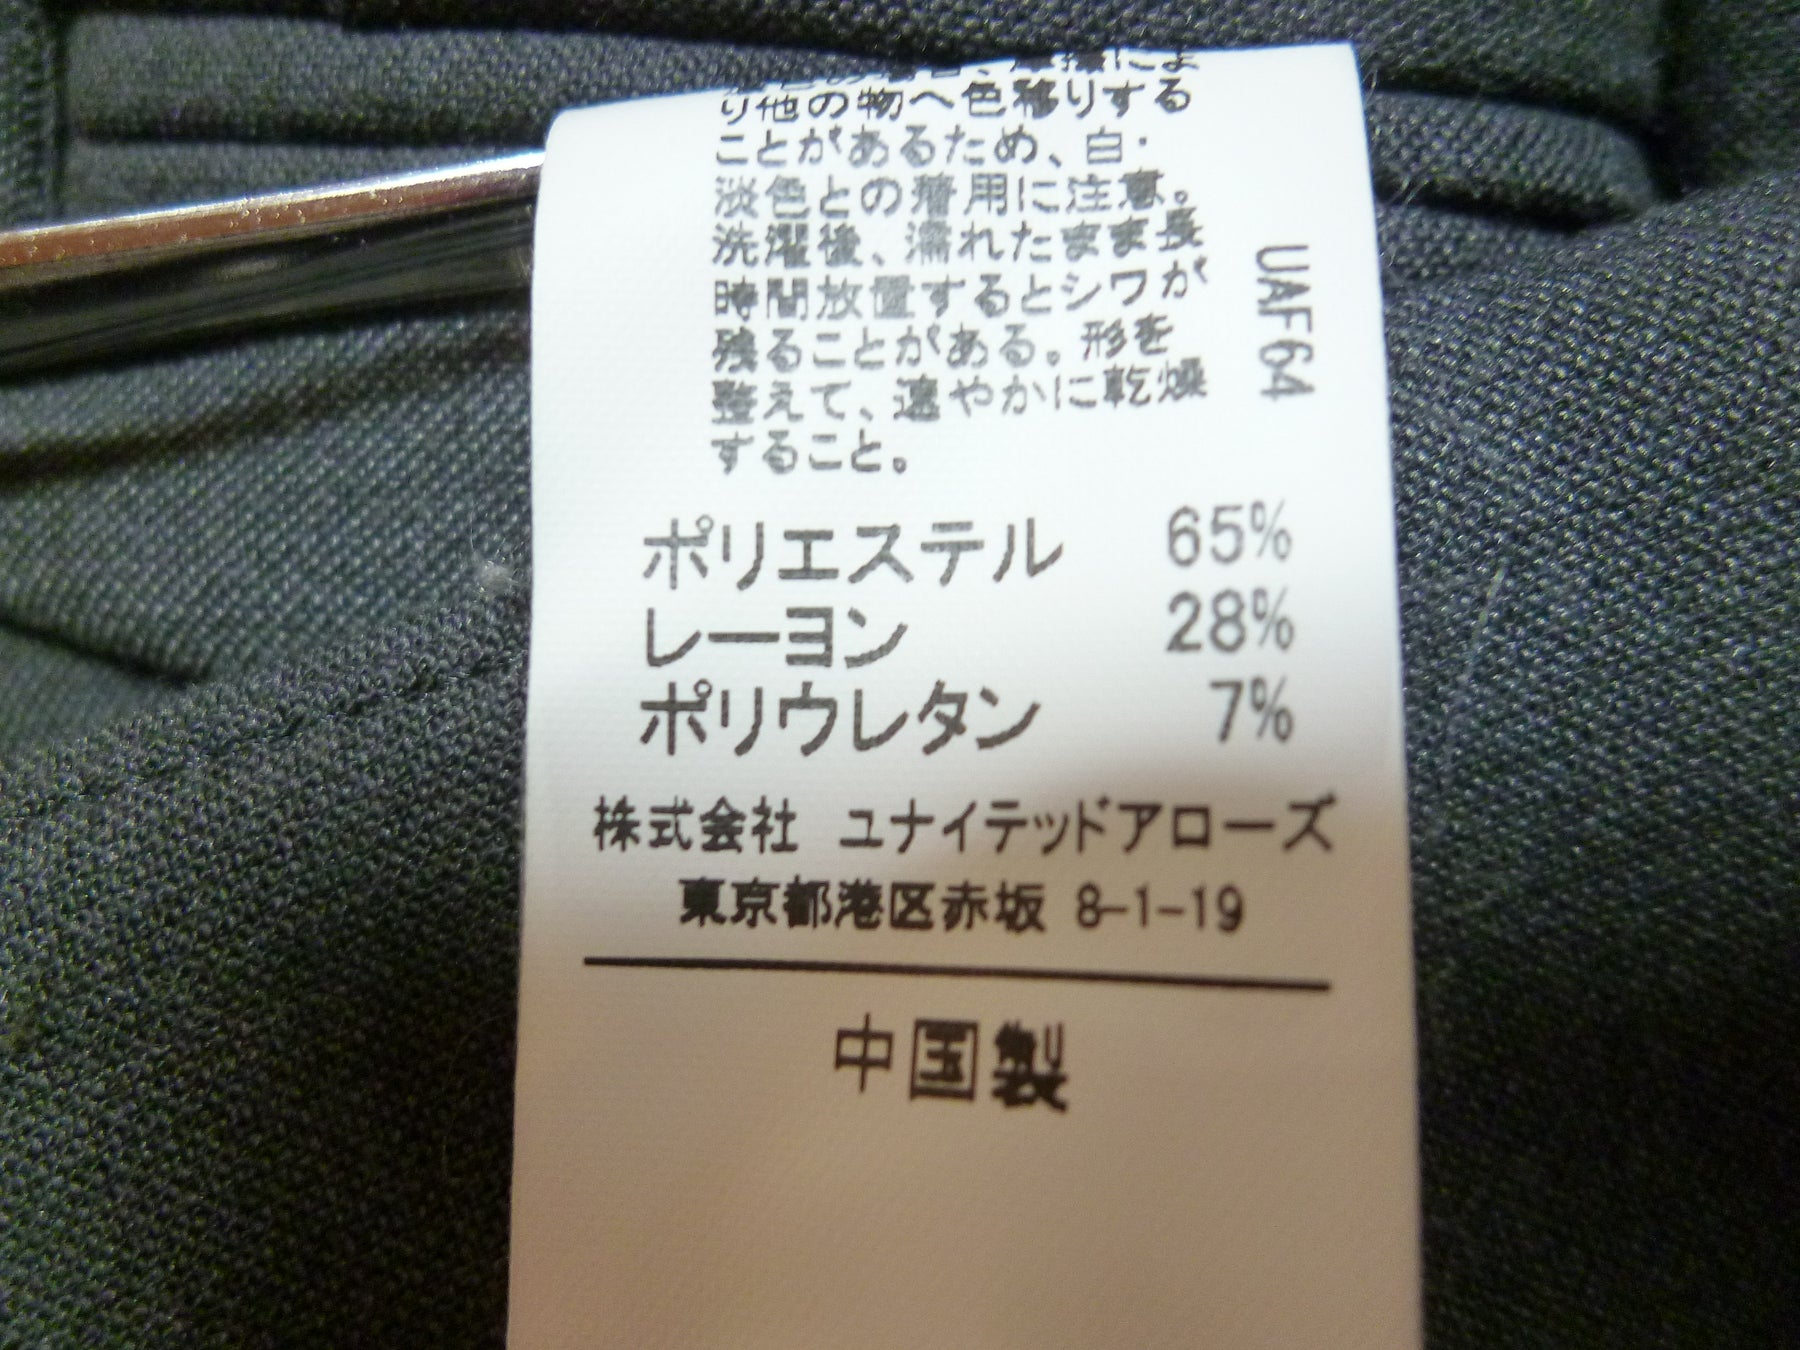 り他の物へ色移りする
ことがあるため、白・
淡色との着用に注意。
洗濯後、濡れたまま長
時間放置するとシワが
残ることがある。形を
整えて、速やかに乾燥
すること。
UAF64
ポリエステル 65%
レーヨン 28%
ポリウレタン 7%
株式会社 ユナイテッドアローズ
東京都港区赤坂 8-1-19
中国製